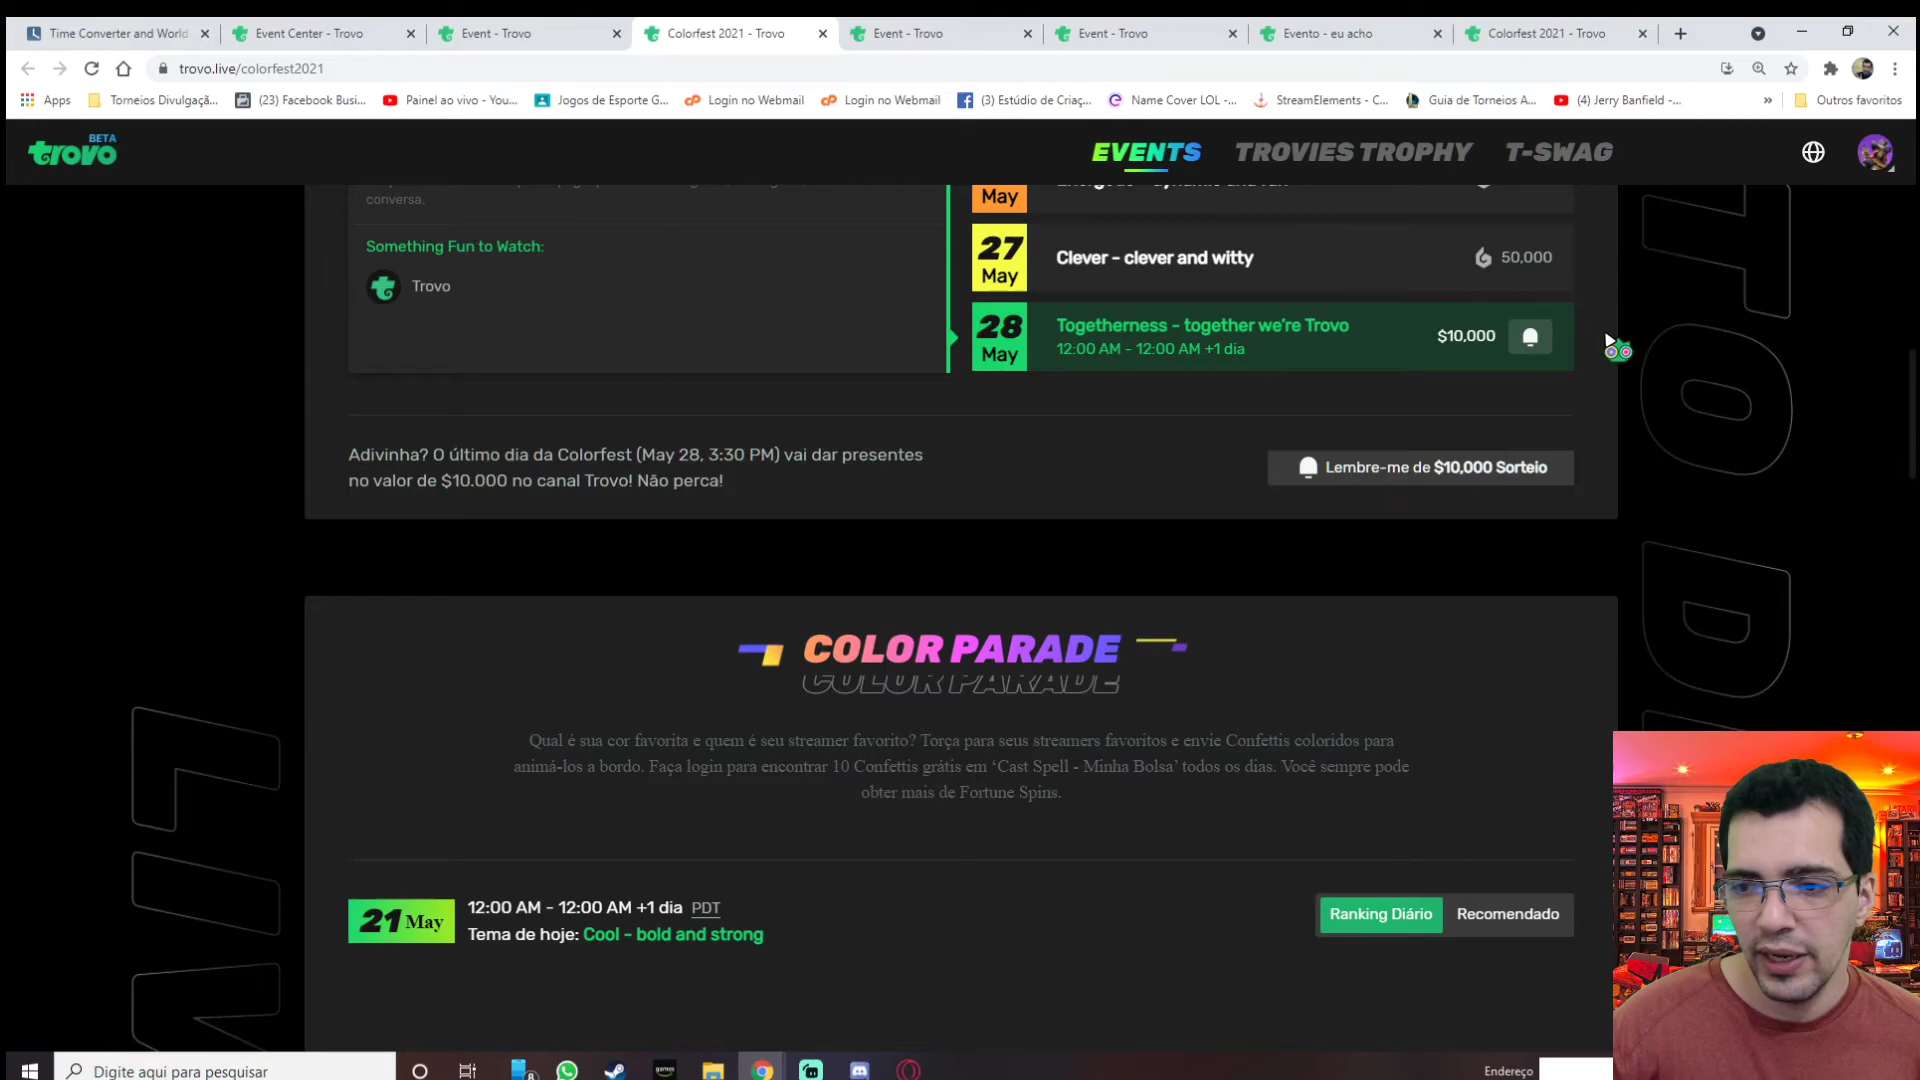 Time Converter and World
Event Center - Trovo
Event - Trovo
Colorfest 2021 - Trovo
Event - Trovo
Event - Trovo
Evento - eu acho
Colorfest 2021 - Trovo
trovo.live/colorfest2021
Apps
Torneios Divulgaçã...
(23) Facebook Busi...
Painel ao vivo - You...
Jogos de Esporte G...
Login no Webmail
Login no Webmail
(3) Estúdio de Criaç...
Name Cover LOL -...
StreamElements - C...
Guia de Torneios A...
(4) Jerry Banfield -...
»
Outros favoritos
trovo BETA
EVENTS
TROVIES TROPHY
T-SWAG
conversa.
Something Fun to Watch:
Trovo
May
27 May
Clever - clever and witty
50,000
28 May
Togetherness - together we're Trovo
12:00 AM - 12:00 AM +1 dia
$10,000
Adivinha? O último dia da Colorfest (May 28, 3:30 PM) vai dar presentes
no valor de $10.000 no canal Trovo! Não perca!
Lembre-me de $10,000 Sorteio
COLOR PARADE
COLOR PARADE
Qual é sua cor favorita e quem é seu streamer favorito? Torça para seus streamers favoritos e envie Confettis coloridos para
animá-los a bordo. Faça login para encontrar 10 Confettis grátis em ‘Cast Spell - Minha Bolsa’ todos os dias. Você sempre pode
obter mais de Fortune Spins.
21 May
12:00 AM - 12:00 AM +1 dia PDT
Tema de hoje: Cool - bold and strong
Ranking Diário
Recomendado
Digite aqui para pesquisar
8
games
Endereço